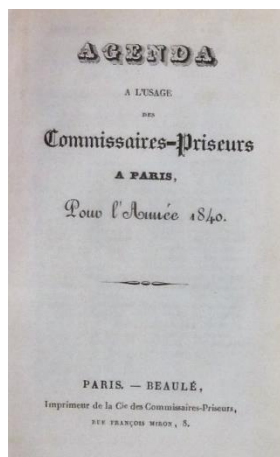 AGENDA
A L'USAGE
DES
Commissaires-Priseurs
A PARIS,
Pour l'Année 1840.
PARIS. — BEAULÉ,
Imprimeur de la Cie des Commissaires-Priseurs,
RUE FRANÇOIS MIRON, 8.